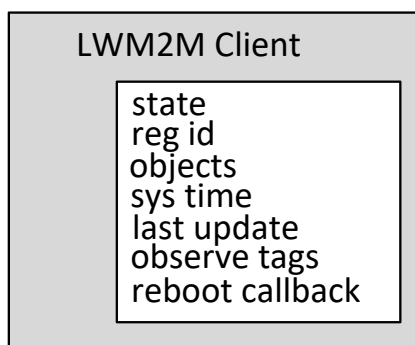 LWM2M Client
state
reg id
objects
sys time
last update
observe tags
reboot callback